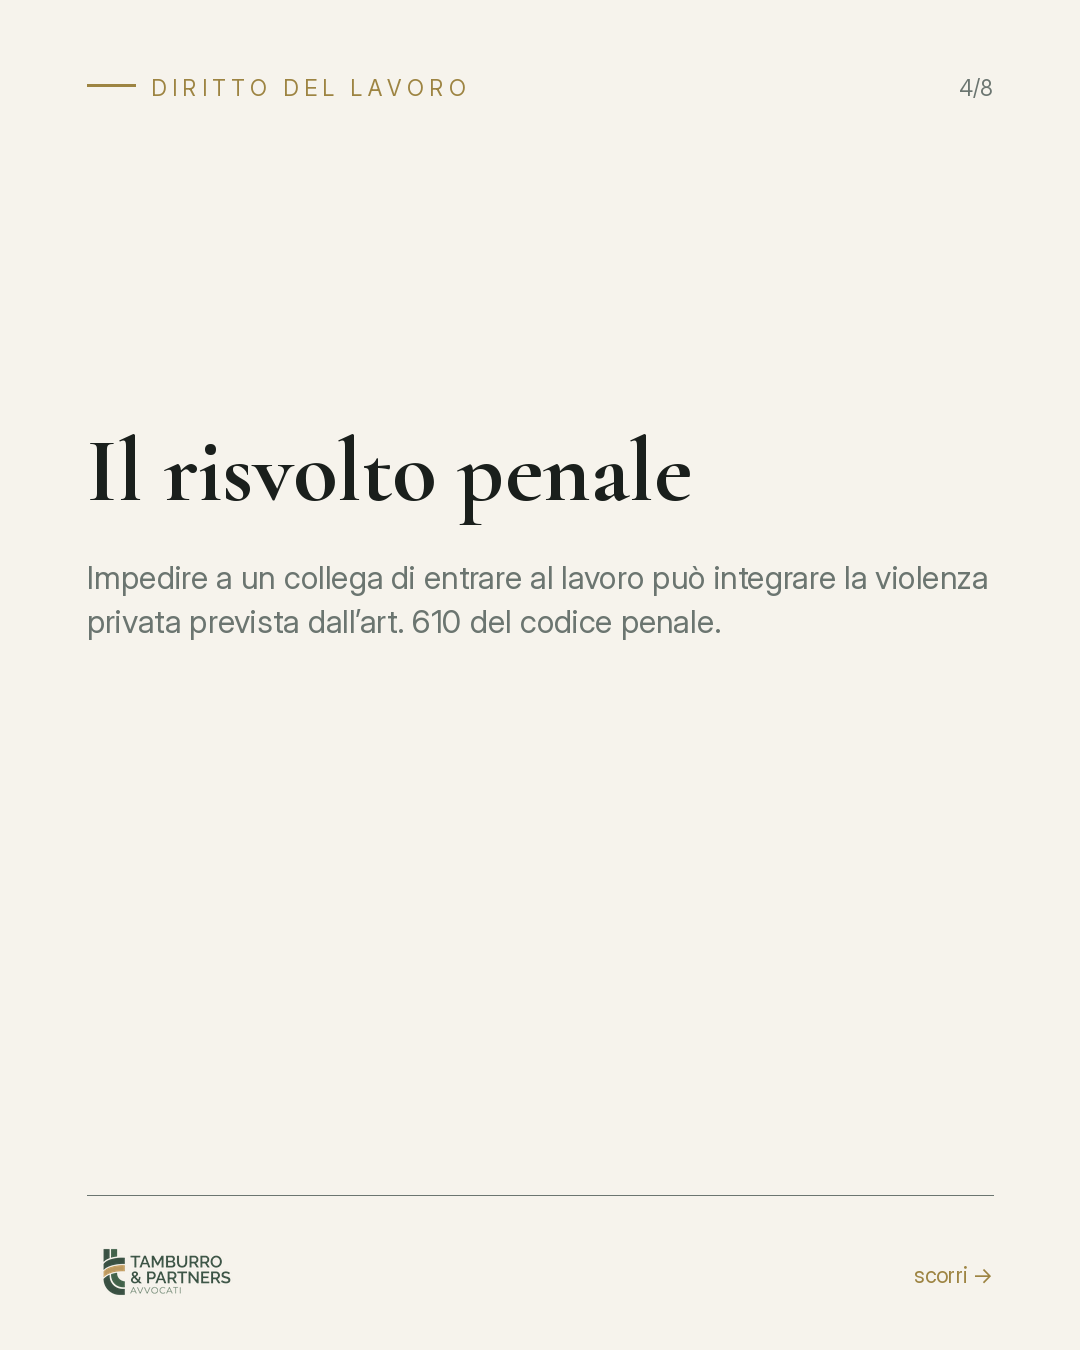 DIRITTO DEL LAVORO
4/8
Il risvolto penale
Impedire a un collega di entrare al lavoro può integrare la violenza
privata prevista dall’art. 610 del codice penale.
TAMBURRO
& PARTNERS
AVVOCATI
scorri →